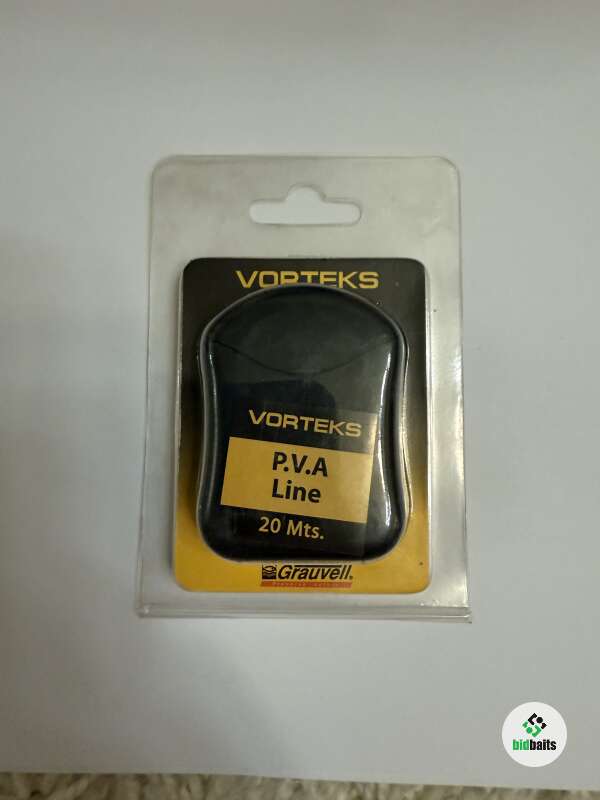 VORTEKS
VORTEKS
P.V.A
Line
20 Mts.
Grauvell
bidbaits